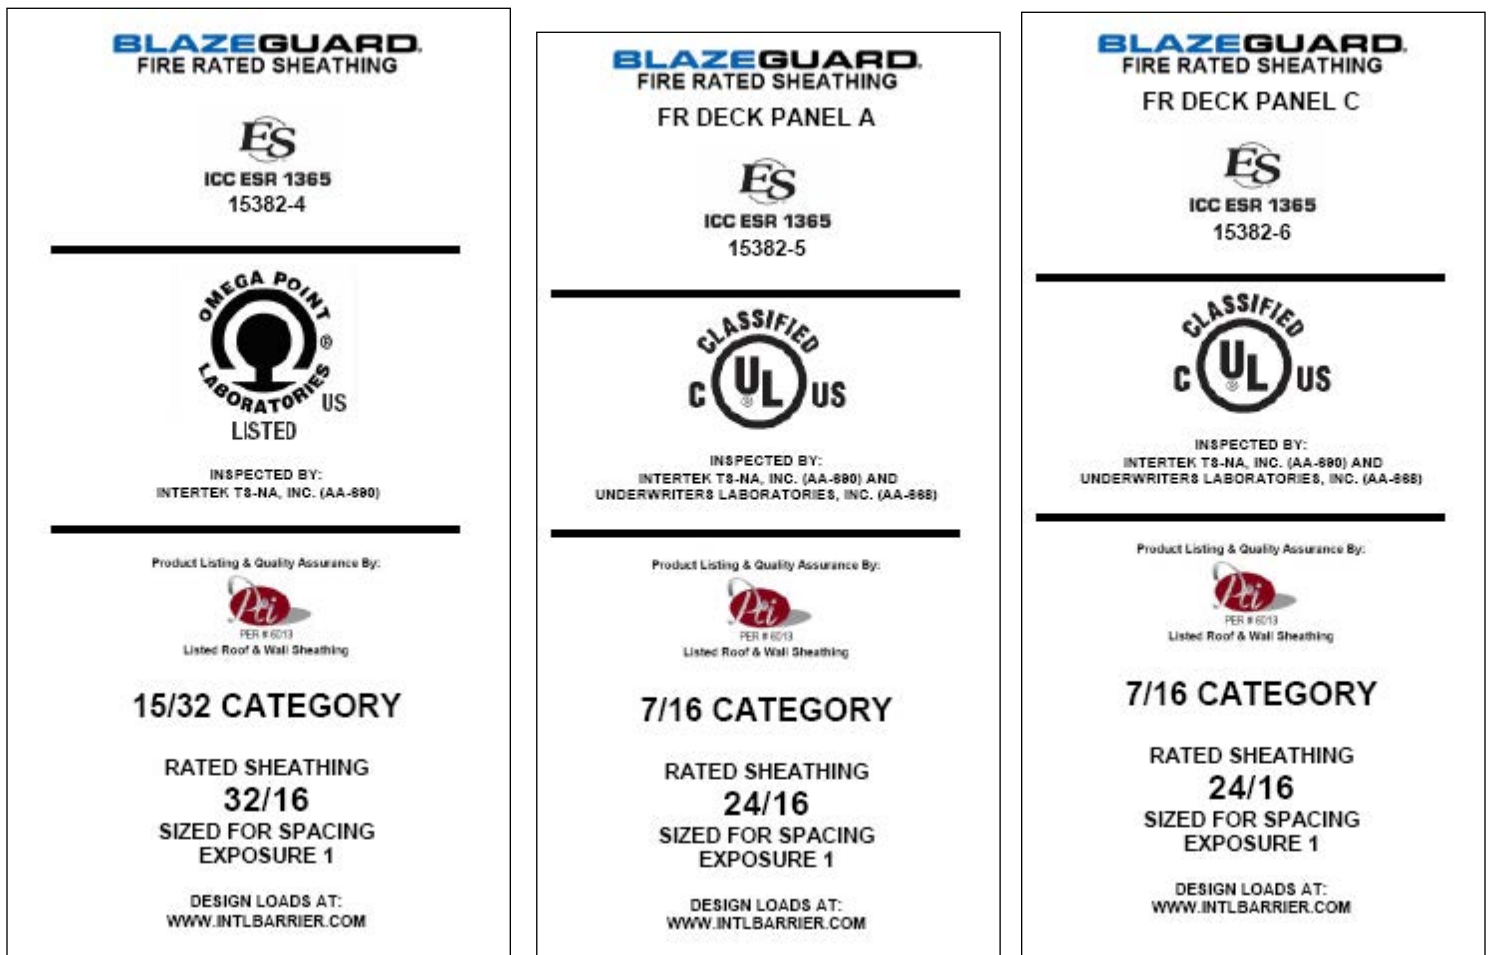 BLAZEGUARD.
FIRE RATED SHEATHING
ES
ICC ESR 1365
15382-4
OMEGA POINT
LABORATORIES
®
US
LISTED
INSPECTED BY:
INTERTEK TS-NA, INC. (AA-690)
Product Listing & Quality Assurance By:
Pei
PER # 6013
Listed Roof & Wall Sheathing
15/32 CATEGORY
RATED SHEATHING
32/16
SIZED FOR SPACING
EXPOSURE 1
DESIGN LOADS AT:
WWW.INTLBARRIER.COM
BLAZEGUARD.
FIRE RATED SHEATHING
FR DECK PANEL A
ES
ICC ESR 1365
15382-5
CLASSIFIED
C UL® US
INSPECTED BY:
INTERTEK TS-NA, INC. (AA-690) AND
UNDERWRITERS LABORATORIES, INC. (AA-668)
Product Listing & Quality Assurance By:
Pei
PER # 6013
Listed Roof & Wall Sheathing
7/16 CATEGORY
RATED SHEATHING
24/16
SIZED FOR SPACING
EXPOSURE 1
DESIGN LOADS AT:
WWW.INTLBARRIER.COM
BLAZEGUARD.
FIRE RATED SHEATHING
FR DECK PANEL C
ES
ICC ESR 1365
15382-6
CLASSIFIED
C UL® US
INSPECTED BY:
INTERTEK TS-NA, INC. (AA-690) AND
UNDERWRITERS LABORATORIES, INC. (AA-668)
Product Listing & Quality Assurance By:
Pei
PER # 6013
Listed Roof & Wall Sheathing
7/16 CATEGORY
RATED SHEATHING
24/16
SIZED FOR SPACING
EXPOSURE 1
DESIGN LOADS AT:
WWW.INTLBARRIER.COM